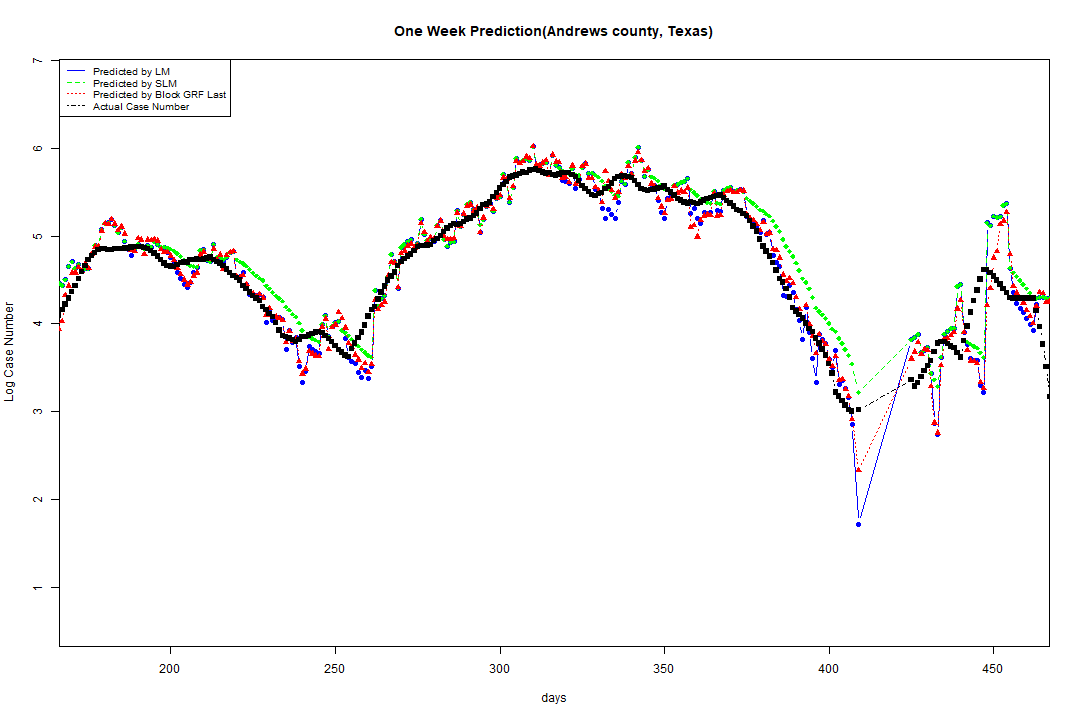 One Week Prediction(Andrews county, Texas)
Predicted by LM
Predicted by SLM
Predicted by Block GRF Last
Actual Case Number
7
6
5
4
3
2
1
Log Case Number
200 250 300 350 400 450
days